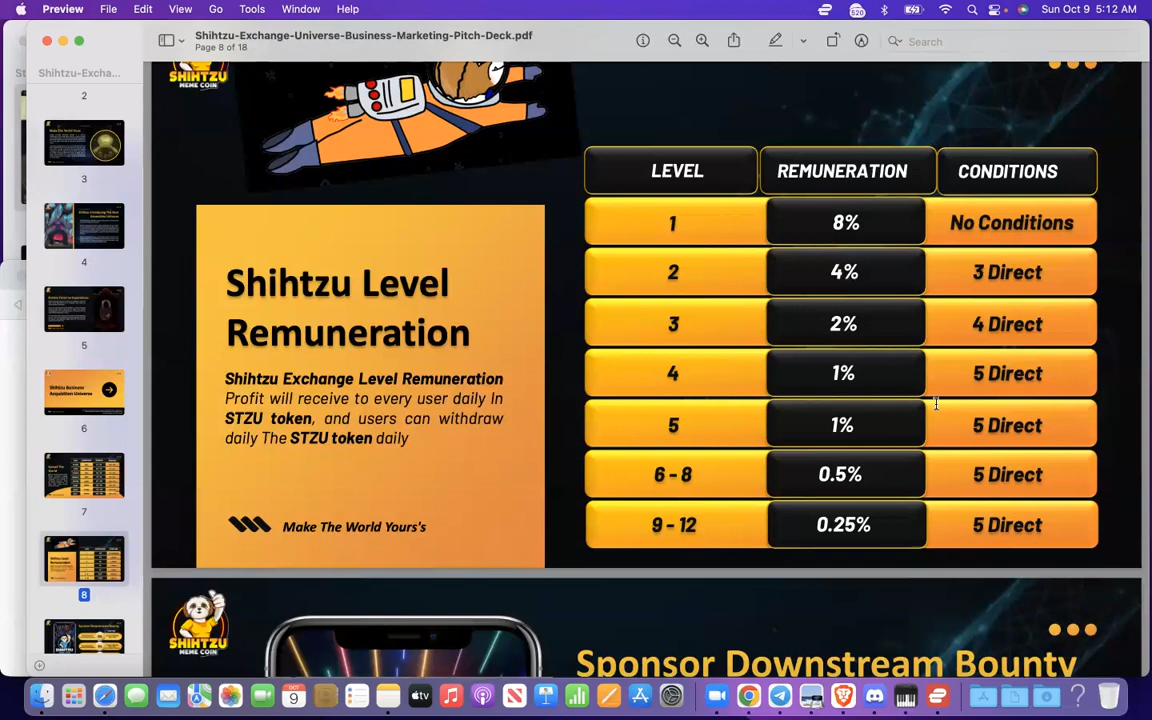 Preview File Edit View Go Tools Window Help
520
Sun Oct 9 5:12 AM
Shihtzu-Exchange-Universe-Business-Marketing-Pitch-Deck.pdf
Page 8 of 18
Search
Shihtzu-Excha...
2
3
4
5
6
7
8
SHIHTZU
MEME COIN
LEVEL REMUNERATION CONDITIONS
1 8% No Conditions
2 4% 3 Direct
3 2% 4 Direct
4 1% 5 Direct
5 1% 5 Direct
6 - 8 0.5% 5 Direct
9 - 12 0.25% 5 Direct
Shihtzu Level
Remuneration
Shihtzu Exchange Level Remuneration
Profit will receive to every user daily In
STZU token, and users can withdraw
daily The STZU token daily
Make The World Yours's
SHIHTZU
MEME COIN
Sponsor Downstream Bounty
OCT
9
tv